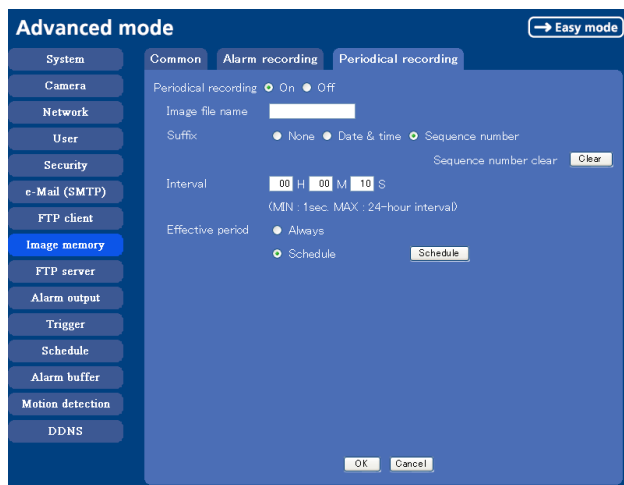 Advanced mode
→ Easy mode
System
Camera
Network
User
Security
e-Mail (SMTP)
FTP client
Image memory
FTP server
Alarm output
Trigger
Schedule
Alarm buffer
Motion detection
DDNS
Common Alarm recording Periodical recording
Periodical recording On Off
Image file name
Suffix None Date & time Sequence number
Sequence number clear Clear
Interval 00 H 00 M 10 S
(MIN : 1sec. MAX : 24-hour interval)
Effective period Always
Schedule Schedule
OK Cancel